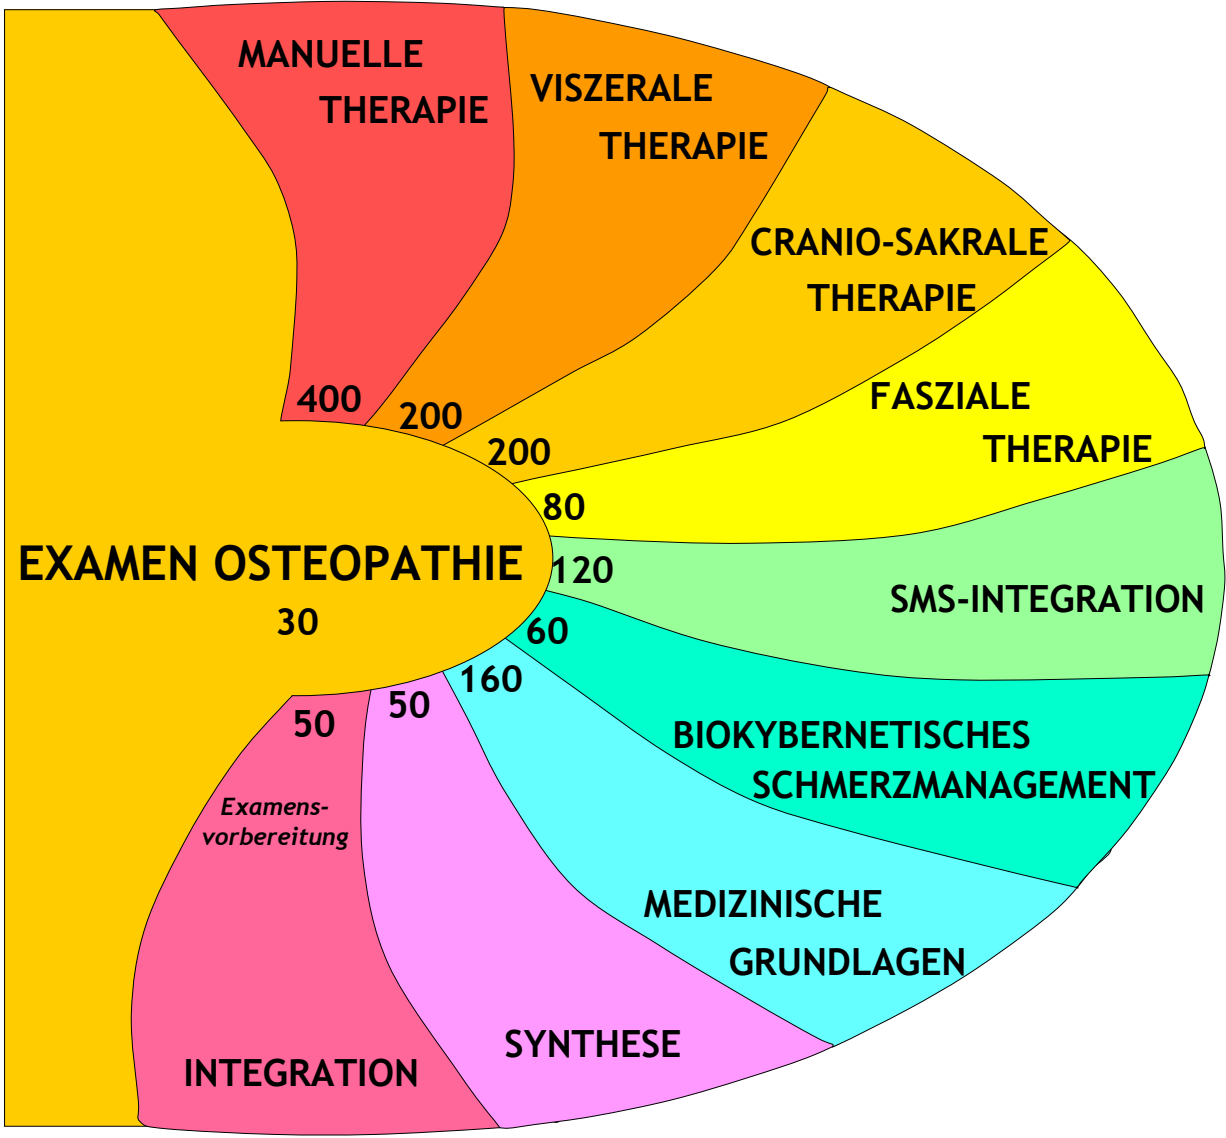 MANUELLE
THERAPIE
400
VISZERALE
THERAPIE
200
CRANIO-SAKRALE
THERAPIE
200
FASZIALE
THERAPIE
80
SMS-INTEGRATION
120
EXAMEN OSTEOPATHIE
30
60
BIOKYBERNETISCHES
SCHMERZMANAGEMENT
160
MEDIZINISCHE
GRUNDLAGEN
50
SYNTHESE
50
Examens-
vorbereitung
INTEGRATION